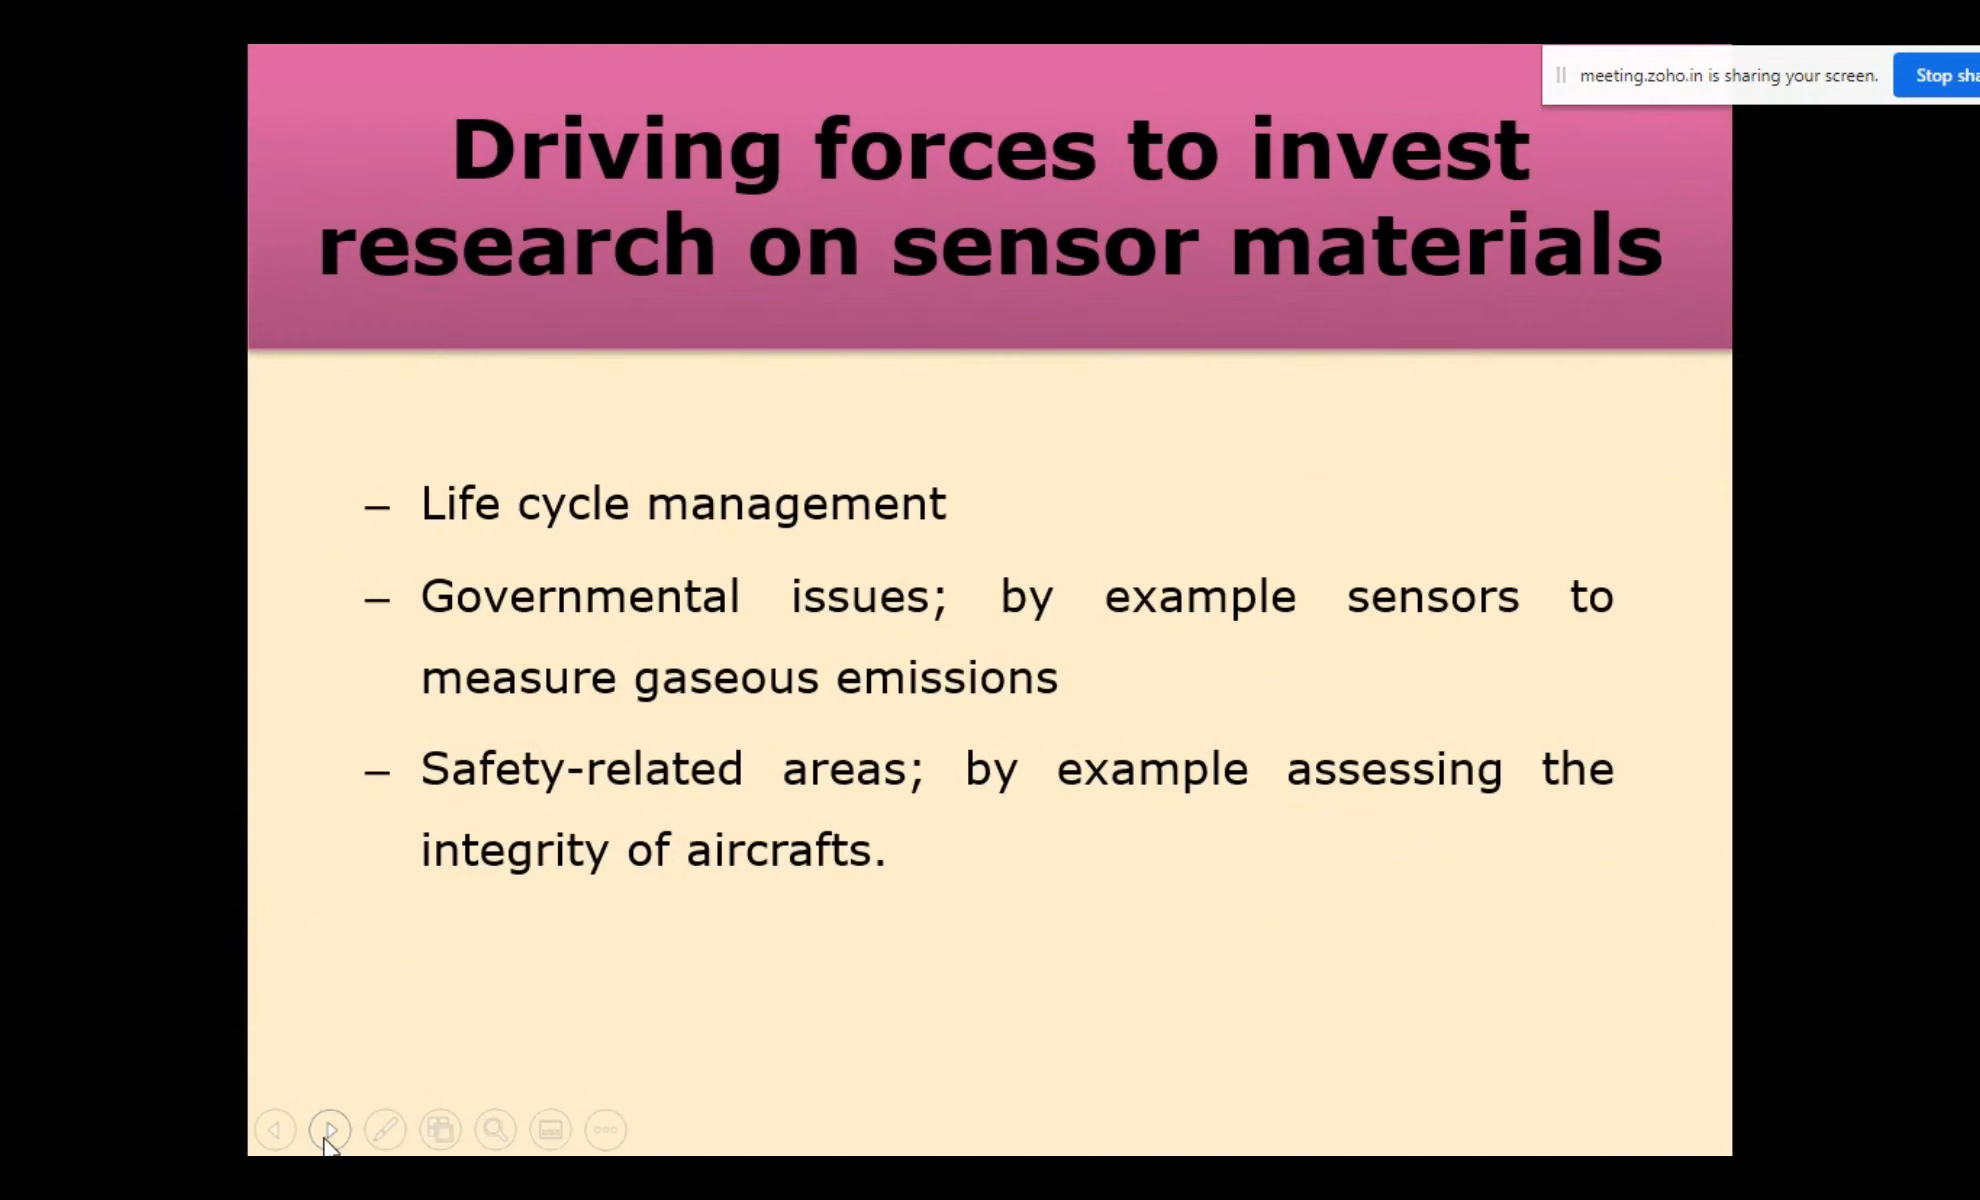 meeting.zoho.in is sharing your screen.
Stop
Driving forces to invest
research on sensor materials
– Life cycle management
– Governmental issues; by example sensors to
measure gaseous emissions
– Safety-related areas; by example assessing the
integrity of aircrafts.